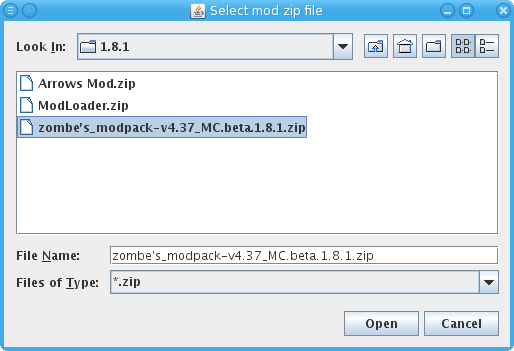 Select mod zip file
Look In: 1.8.1
Arrows Mod.zip
ModLoader.zip
zombe's_modpack-v4.37_MC.beta.1.8.1.zip
File Name: zombe's_modpack-v4.37_MC.beta.1.8.1.zip
Files of Type: *.zip
Open Cancel